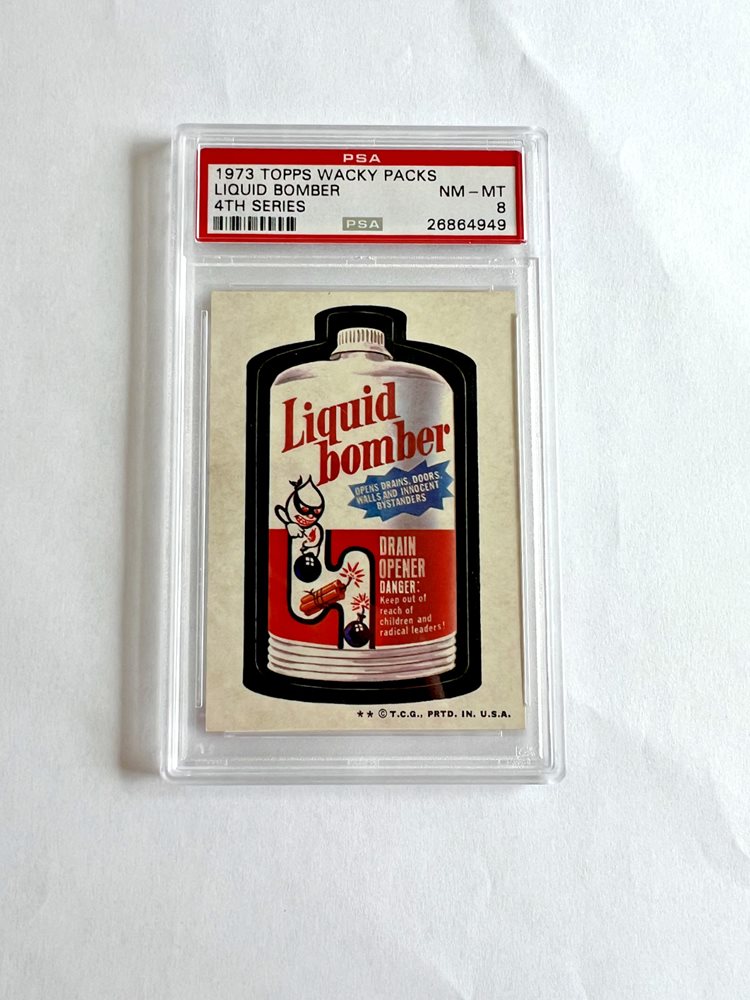 PSA
1973 TOPPS WACKY PACKS
LIQUID BOMBER NM - MT
4TH SERIES 8
PSA 26864949
Liquid
bomber
OPENS DRAINS, DOORS,
WALLS AND INNOCENT
BYSTANDERS
DRAIN
OPENER
DANGER:
Keep out of
reach of
children and
radical leaders!
** © T.C.G., PRTD. IN. U.S.A.